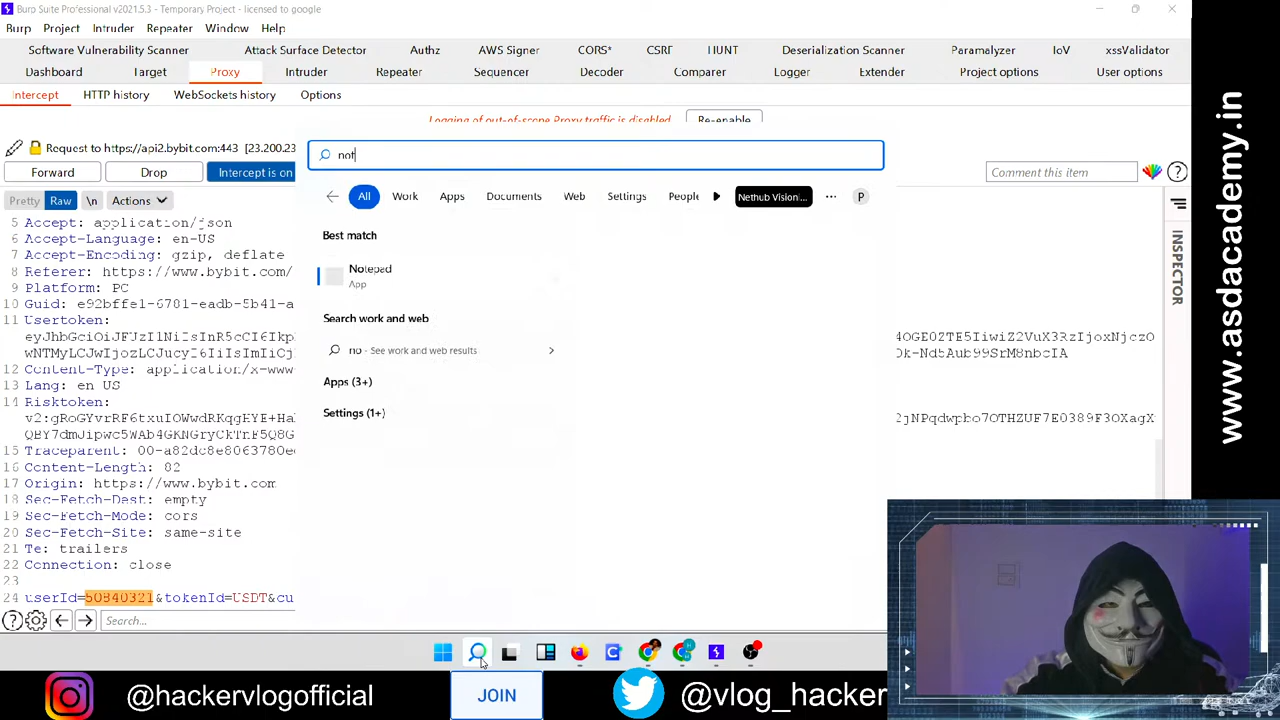 Burp Suite Professional v2021.5.3 - Temporary Project - licensed to google
Burp Project Intruder Repeater Window Help
Software Vulnerability Scanner Attack Surface Detector Authz AWS Signer CORS* CSRF HUNT Deserialization Scanner Paramalyzer IoV xssValidator
Dashboard Target Proxy Intruder Repeater Sequencer Decoder Comparer Logger Extender Project options User options
Intercept HTTP history WebSockets history Options
Logging of out-of-scope Proxy traffic is disabled Re-enable
Request to https://api2.bybit.com:443 [23.200.23
not
Forward Drop Intercept is on
Comment this item
Pretty Raw \n Actions
All Work Apps Documents Web Settings People Nethub Vision... ... P
5 Accept: application/json
6 Accept-Language: en-US
7 Accept-Encoding: gzip, deflate
8 Referer: https://www.bybit.com/
9 Platform: PC
10 Guid: e92bffe1-6781-eadb-5b41-a
11 Usertoken:
12 Content-Type: application/x-www
13 Lang: en US
14 Risktoken:
15 Traceparent: 00-a82dc8e8063780ed
16 Content-Length: 82
17 Origin: https://www.bybit.com
18 Sec-Fetch-Dest: empty
19 Sec-Fetch-Mode: cors
20 Sec-Fetch-Site: same-site
21 Te: trailers
22 Connection: close
23
24 userId=50840321&tokenId=USDT&cu
Best match
Notepad
App
Search work and web
no - See work and web results
Apps (3+)
Settings (1+)
INSPECTOR
Search...
www.asdacademy.in
@hackervlogofficial
JOIN
@vlog_hacker